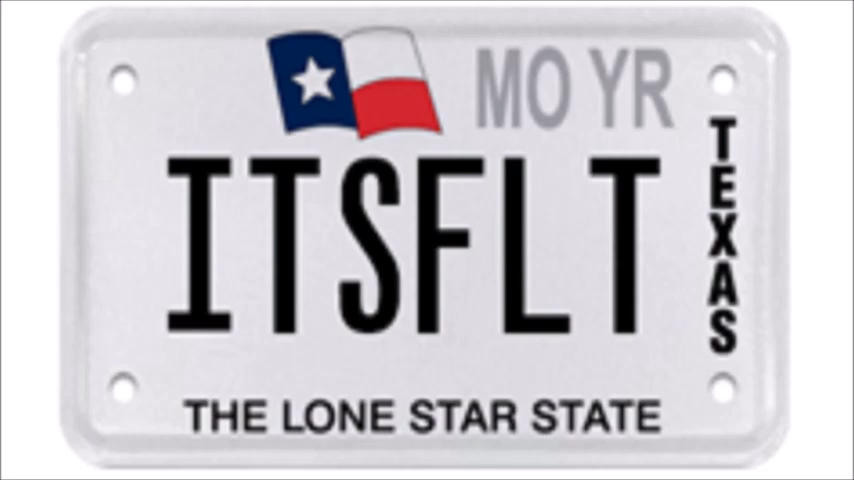 MO YR
ITSFLT
TEXAS
THE LONE STAR STATE